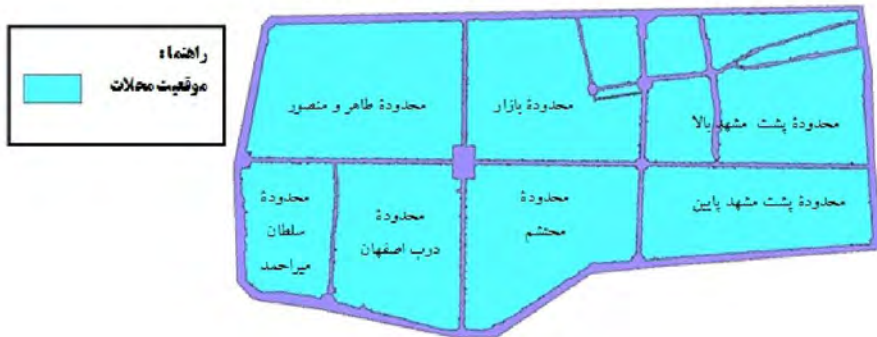 راهنما:
موقعیت محلات
محدودهٔ طاهر و منصور
محدودهٔ بازار
محدودهٔ پشت مشهد بالا
محدودهٔ
سلطان
میراحمد
محدودهٔ
درب اصفهان
محدودهٔ
محتشم
محدودهٔ پشت مشهد پایین